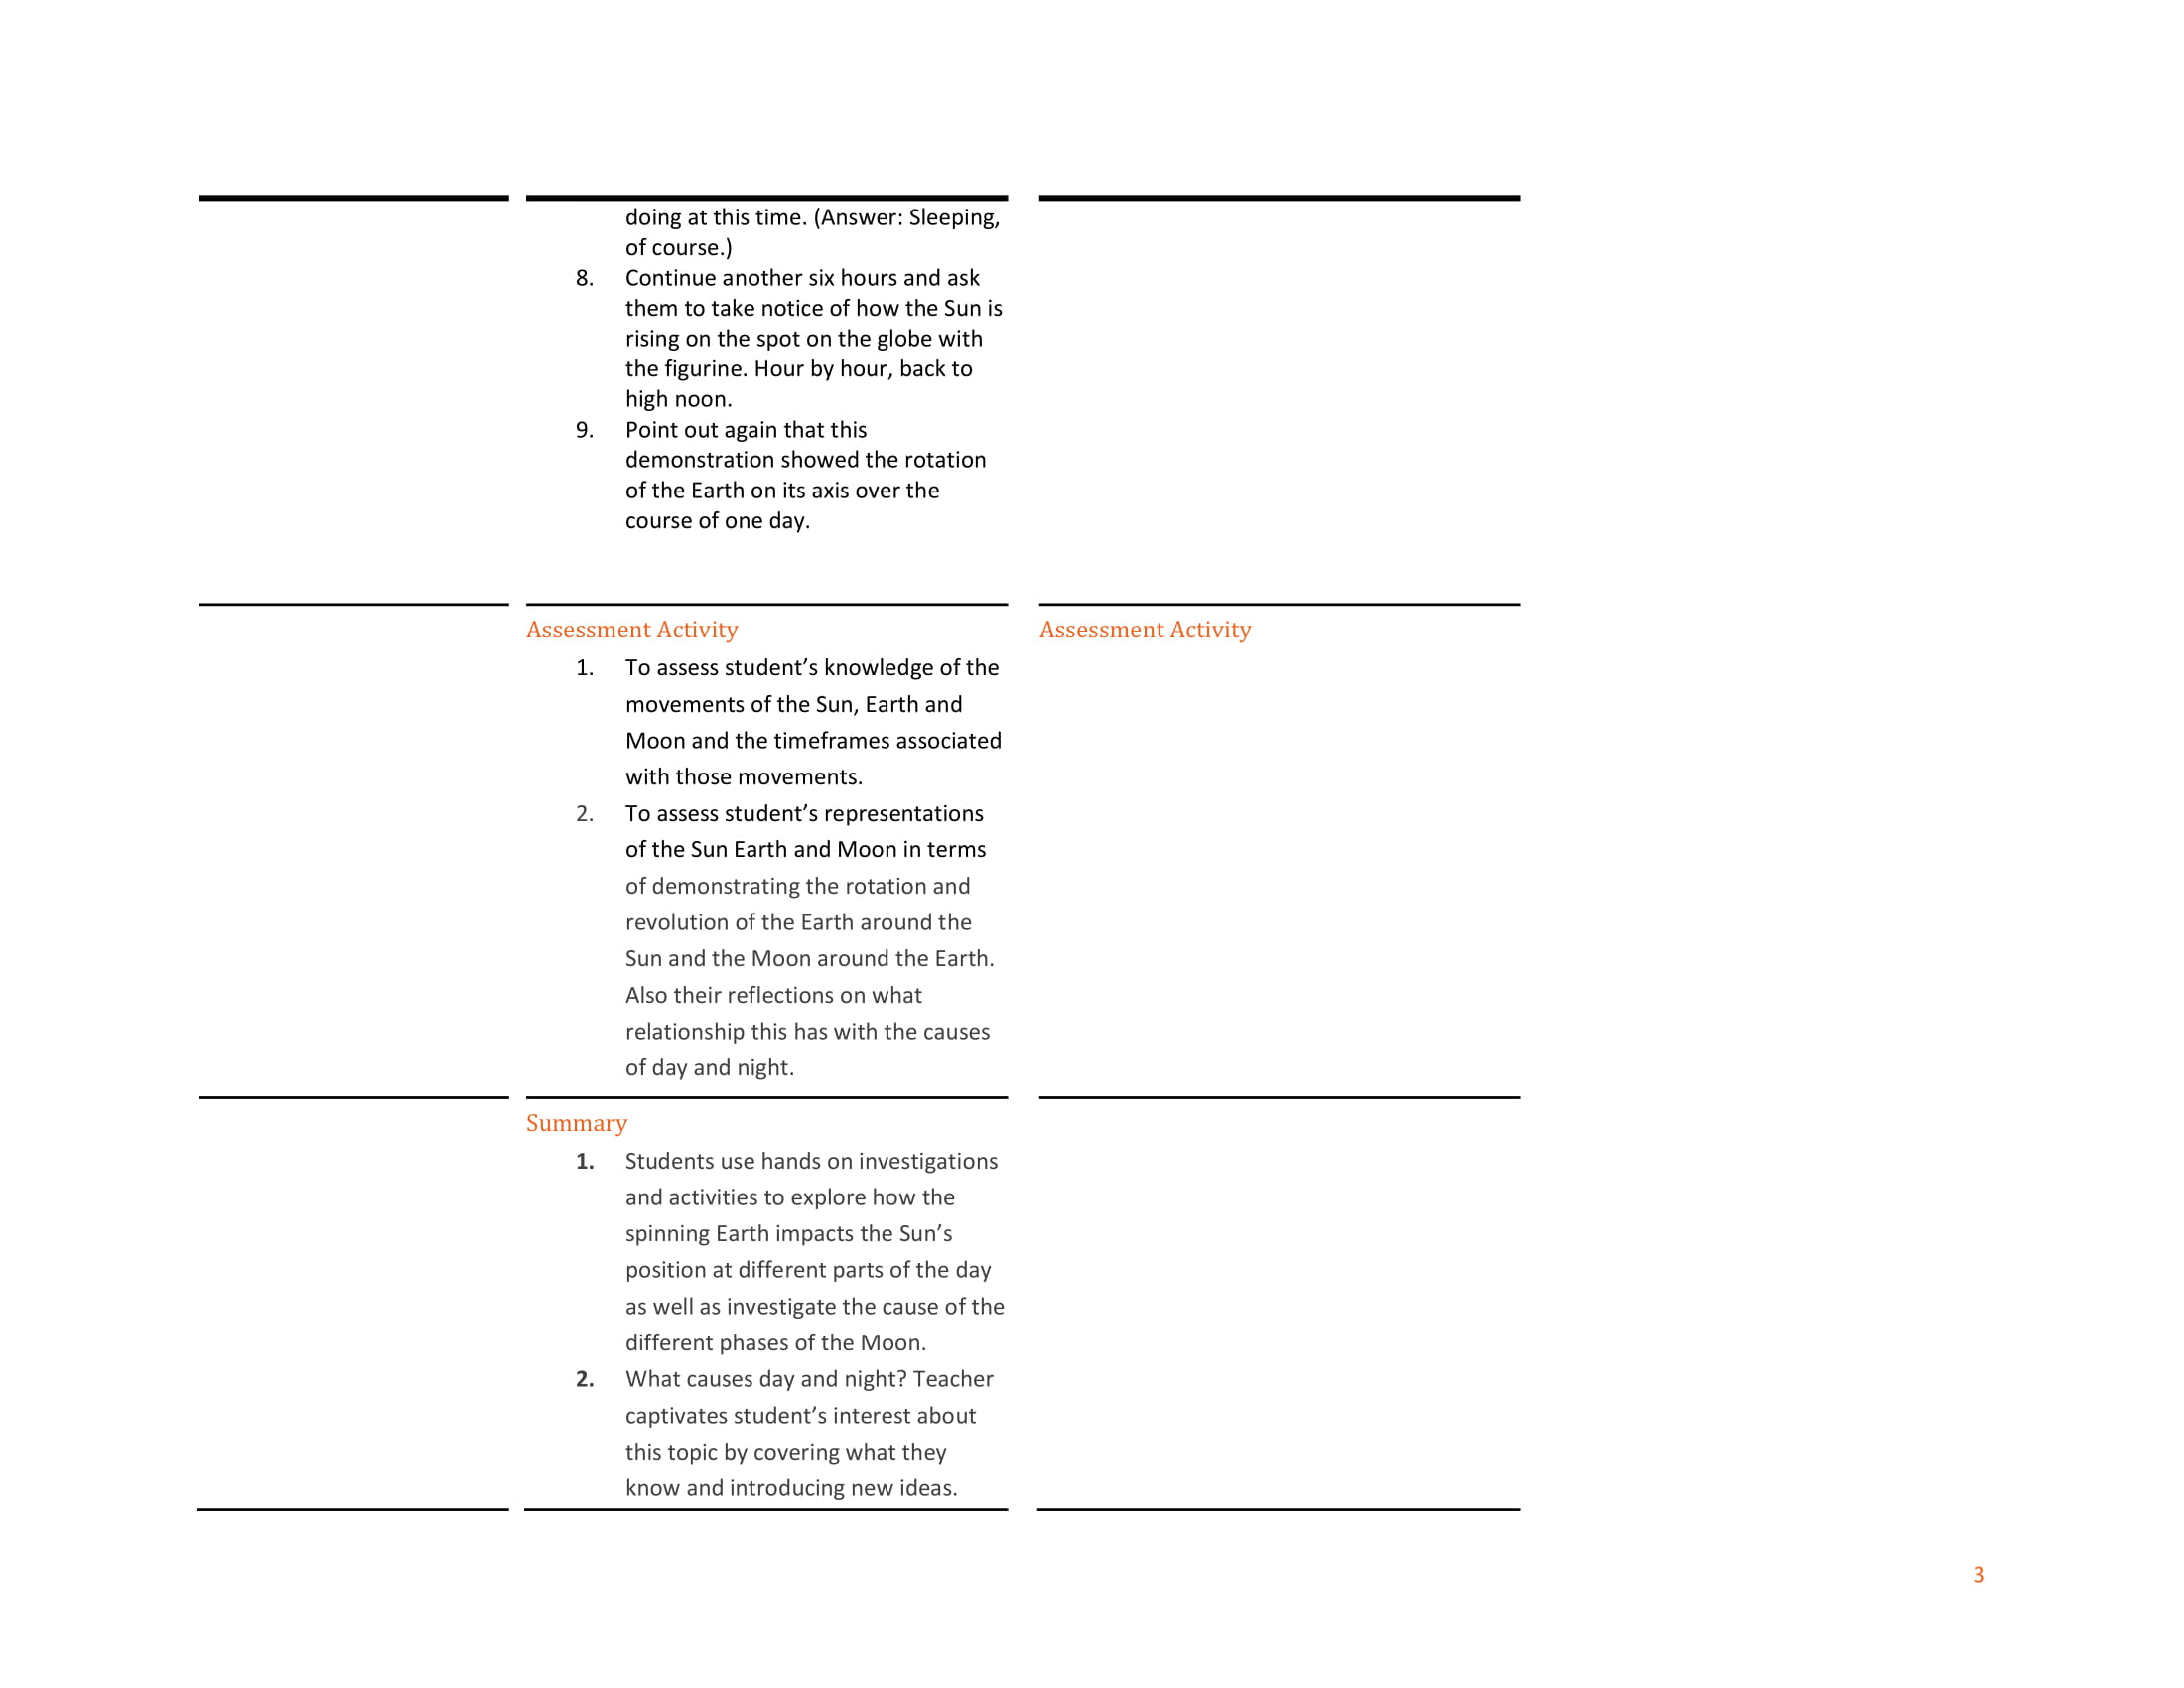 doing at this time. (Answer: Sleeping,
of course.)
8. Continue another six hours and ask
them to take notice of how the Sun is
rising on the spot on the globe with
the figurine. Hour by hour, back to
high noon.
9. Point out again that this
demonstration showed the rotation
of the Earth on its axis over the
course of one day.
Assessment Activity
1. To assess student’s knowledge of the
movements of the Sun, Earth and
Moon and the timeframes associated
with those movements.
2. To assess student’s representations
of the Sun Earth and Moon in terms
of demonstrating the rotation and
revolution of the Earth around the
Sun and the Moon around the Earth.
Also their reflections on what
relationship this has with the causes
of day and night.
Assessment Activity
Summary
1. Students use hands on investigations
and activities to explore how the
spinning Earth impacts the Sun’s
position at different parts of the day
as well as investigate the cause of the
different phases of the Moon.
2. What causes day and night? Teacher
captivates student’s interest about
this topic by covering what they
know and introducing new ideas.
3